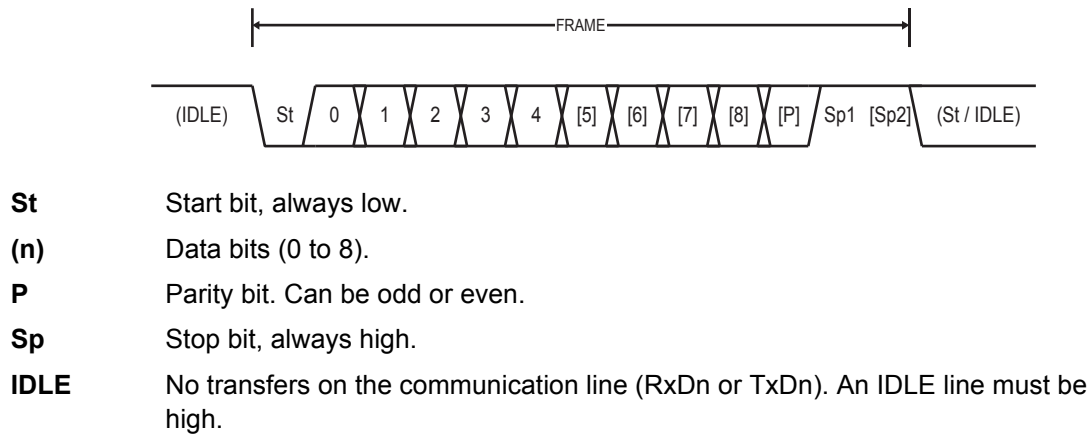 FRAME
(IDLE) St 0 1 2 3 4 [5] [6] [7] [8] [P] Sp1 [Sp2] (St / IDLE)
St Start bit, always low.
(n) Data bits (0 to 8).
P Parity bit. Can be odd or even.
Sp Stop bit, always high.
IDLE No transfers on the communication line (RxDn or TxDn). An IDLE line must be
high.